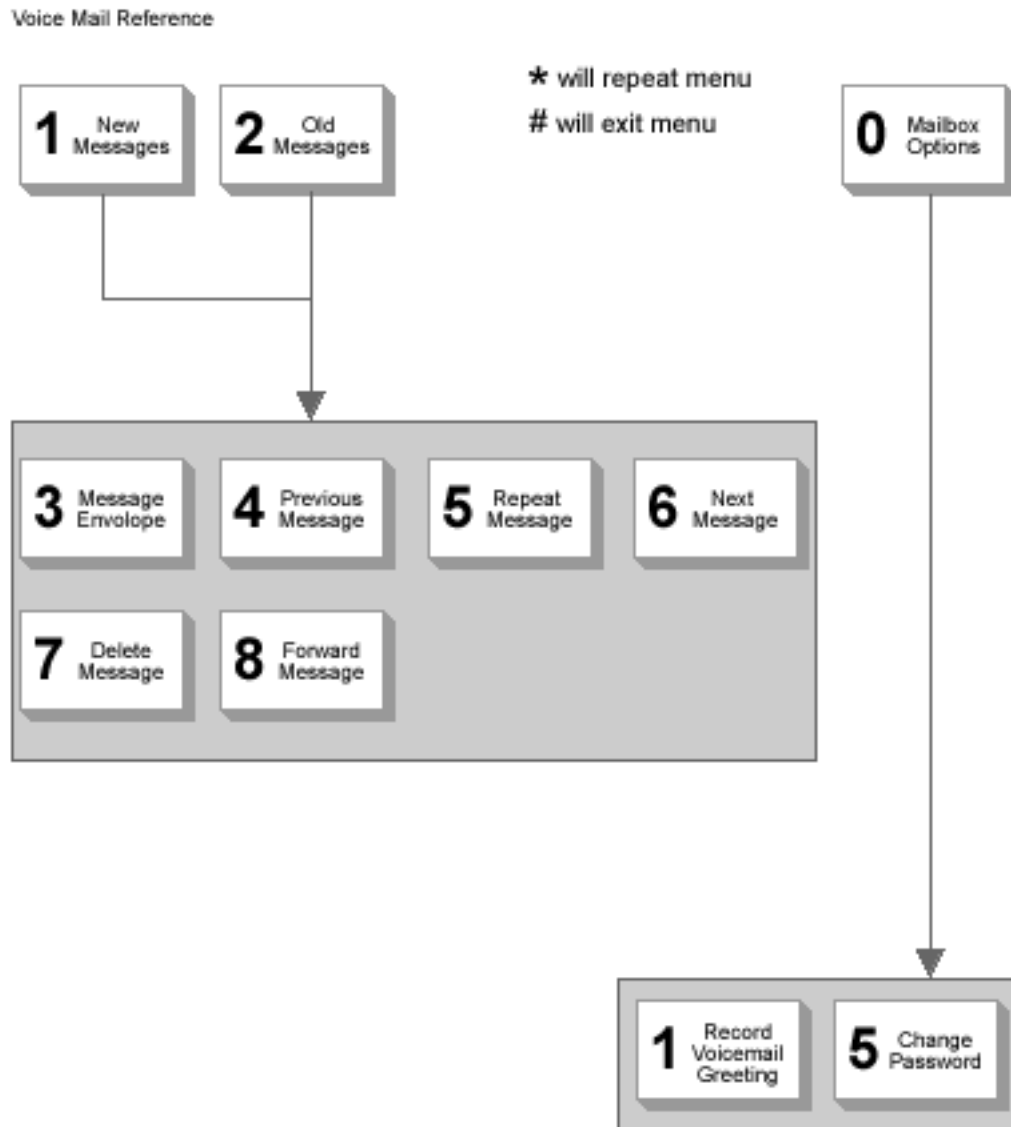 Voice Mail Reference
* will repeat menu
# will exit menu
1 New
Messages
2 Old
Messages
0 Mailbox
Options
3 Message
Envolope
4 Previous
Message
5 Repeat
Message
6 Next
Message
7 Delete
Message
8 Forward
Message
1 Record
Voicemail
Greeting
5 Change
Password